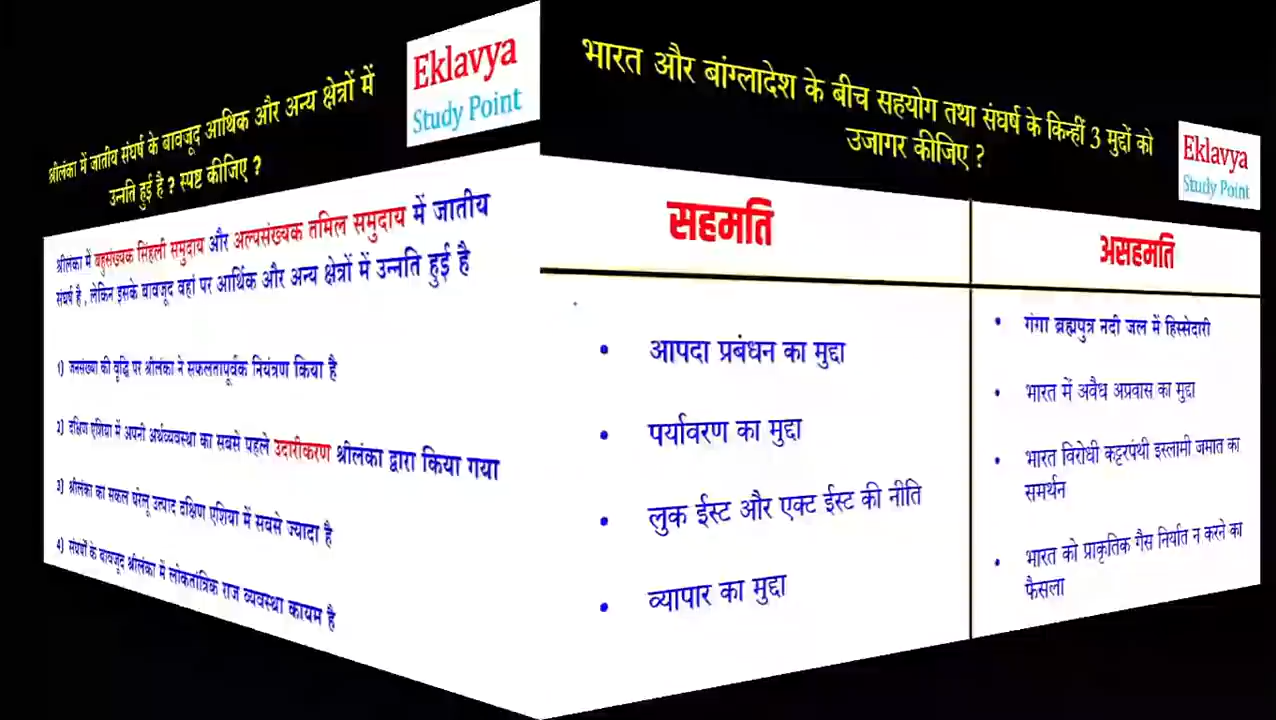 श्रीलंका में जातीय संघर्ष के बावजूद आर्थिक और अन्य क्षेत्रों में
उन्नति हुई है ? स्पष्ट कीजिए ?
Eklavya
Study Point
श्रीलंका में बहुसंख्यक सिंहली समुदाय और अल्पसंख्यक तमिल समुदाय में जातीय
संघर्ष है , लेकिन इसके बावजूद वहां पर आर्थिक और अन्य क्षेत्रों में उन्नति हुई है
1) जनसंख्या की वृद्धि पर श्रीलंका ने सफलतापूर्वक नियंत्रण किया है
2) दक्षिण एशिया में अपनी अर्थव्यवस्था का सबसे पहले उदारीकरण श्रीलंका द्वारा किया गया
3) श्रीलंका का सकल घरेलू उत्पाद दक्षिण एशिया में सबसे ज्यादा है
4) संघर्षों के बावजूद श्रीलंका में लोकतांत्रिक राज व्यवस्था कायम है
भारत और बांग्लादेश के बीच सहयोग तथा संघर्ष के किन्हीं 3 मुद्दों को
उजागर कीजिए ?
Eklavya
Study Point
सहमति
• आपदा प्रबंधन का मुद्दा
• पर्यावरण का मुद्दा
• लुक ईस्ट और एक्ट ईस्ट की नीति
• व्यापार का मुद्दा
असहमति
• गंगा ब्रह्मपुत्र नदी जल में हिस्सेदारी
• भारत में अवैध अप्रवास का मुद्दा
• भारत विरोधी कट्टरपंथी इस्लामी जमात का
समर्थन
• भारत को प्राकृतिक गैस निर्यात न करने का
फैसला